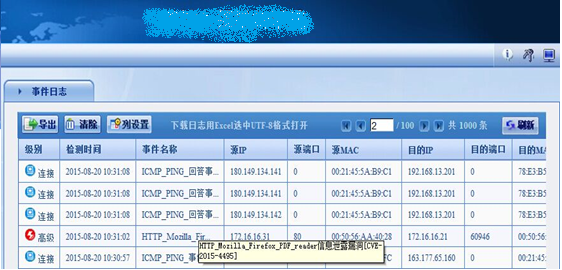 事件日志
导出 清除 列设置 下载日志用Excel选中UTF-8格式打开 2 / 100 共 1000 条 刷新
级别 检测时间 事件名称 源IP 源端口 源MAC 目的IP 目的端口 目的MA
连接 2015-08-20 10:31:08 ICMP_PING_回答事... 180.149.134.141 0 00:21:45:5A:B9:C1 192.168.13.201 0 78:E3:B5
连接 2015-08-20 10:31:08 ICMP_PING_回答事... 180.149.134.141 0 00:21:45:5A:B9:C1 192.168.13.201 0 78:E3:B5
连接 2015-08-20 10:31:08 ICMP_PING_回答事... 180.149.134.142 0 00:21:45:5A:B9:C1 192.168.13.201 0 78:E3:B5
高级 2015-08-20 10:31:02 HTTP_Mozilla_Fir... 172.16.16.31 80 00:50:56:AA:40:28 172.16.16.21 60946 00:50:56
HTTP_Mozilla_Firefox_PDF_reader信息泄露漏洞[CVE-2015-4495]
连接 2015-08-20 10:30:57 ICMP_PING_事 163.177.65.160 0 00:21:45